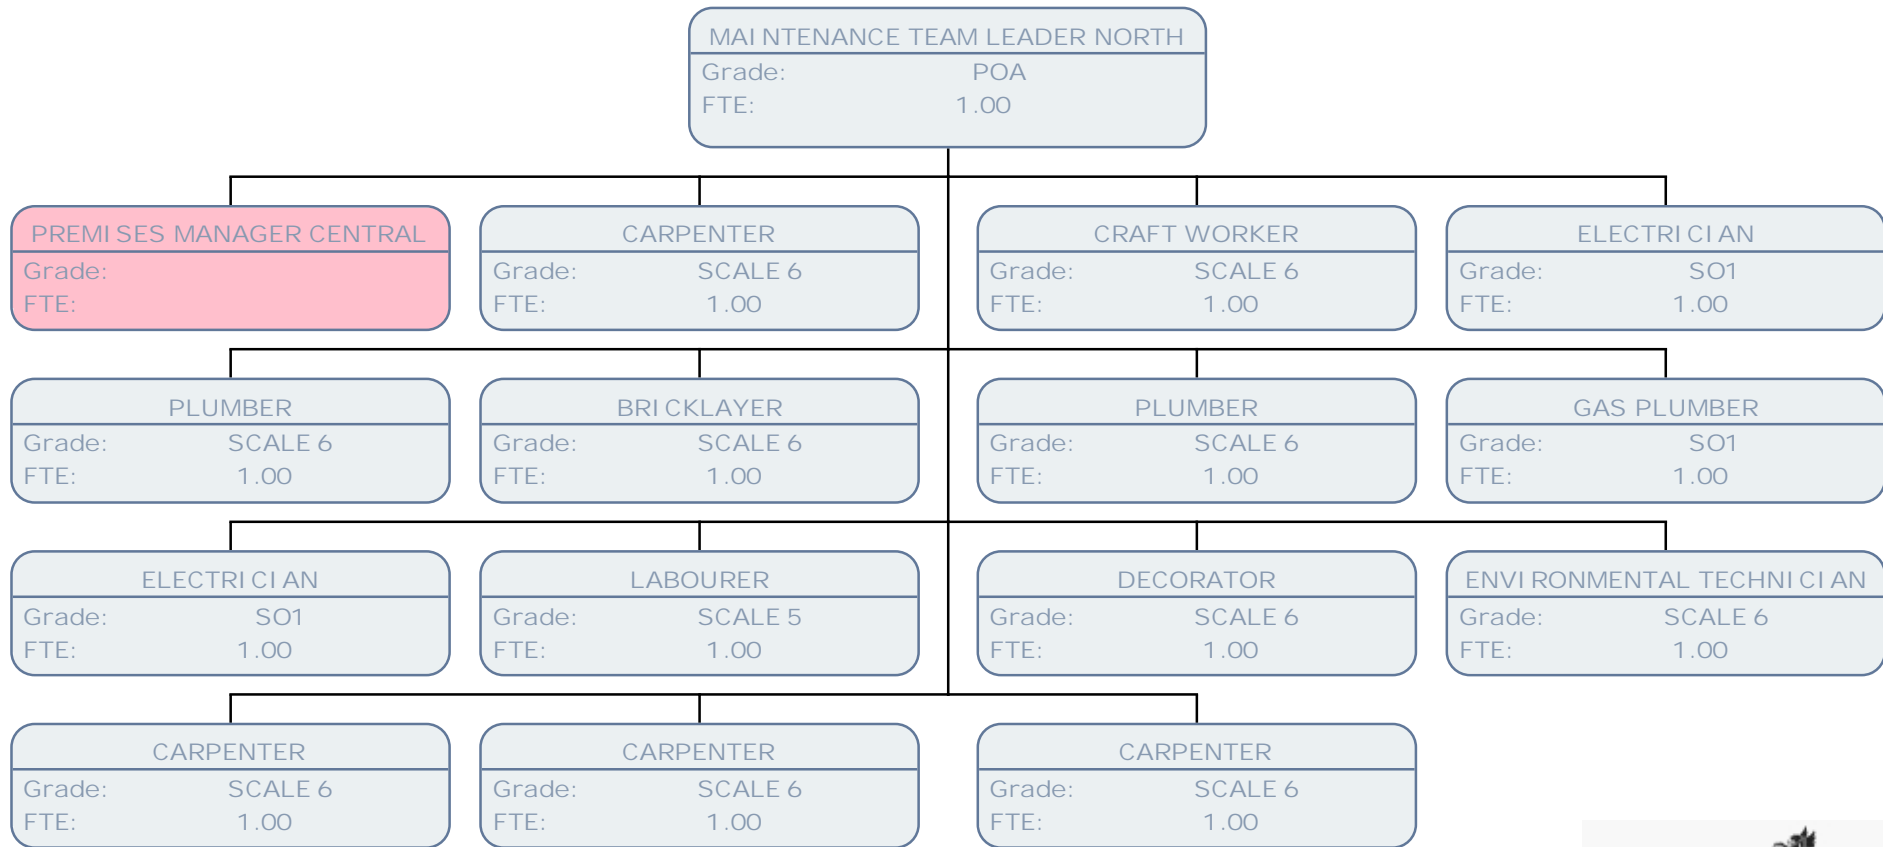 MAINTENANCE TEAM LEADER NORTH
Grade: POA
FTE: 1.00
PREMISES MANAGER CENTRAL
Grade:
FTE:
CARPENTER
Grade: SCALE 6
FTE: 1.00
CRAFT WORKER
Grade: SCALE 6
FTE: 1.00
ELECTRICIAN
Grade: SO1
FTE: 1.00
PLUMBER
Grade: SCALE 6
FTE: 1.00
BRICKLAYER
Grade: SCALE 6
FTE: 1.00
PLUMBER
Grade: SCALE 6
FTE: 1.00
GAS PLUMBER
Grade: SO1
FTE: 1.00
ELECTRICIAN
Grade: SO1
FTE: 1.00
LABOURER
Grade: SCALE 5
FTE: 1.00
DECORATOR
Grade: SCALE 6
FTE: 1.00
ENVIRONMENTAL TECHNICIAN
Grade: SCALE 6
FTE: 1.00
CARPENTER
Grade: SCALE 6
FTE: 1.00
CARPENTER
Grade: SCALE 6
FTE: 1.00
CARPENTER
Grade: SCALE 6
FTE: 1.00